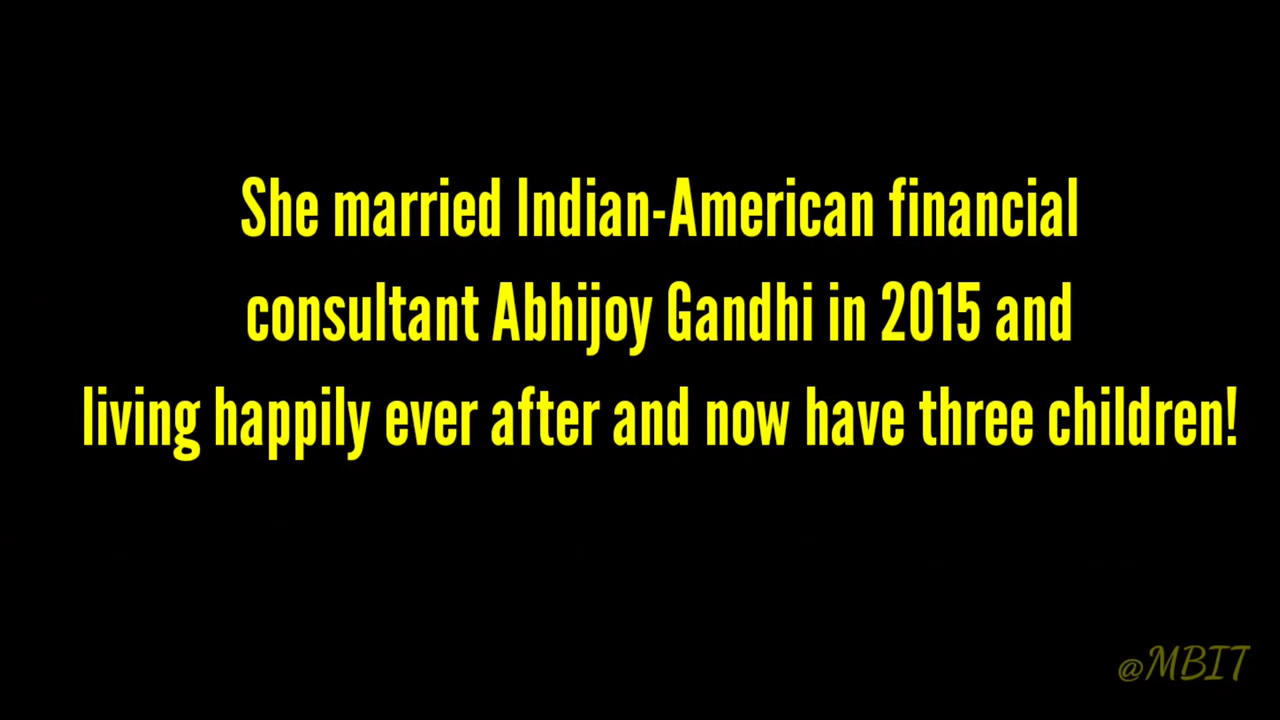 She married Indian-American financial
consultant Abhijoy Gandhi in 2015 and
living happily ever after and now have three children!
@MBIT